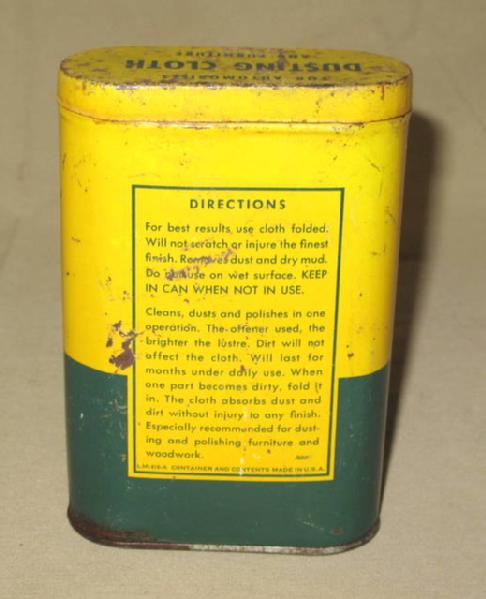 DUSTING CLOTH
FOR AUTOMOBILES
AND FURNITURE
DIRECTIONS
For best results, use cloth folded.
Will not scratch or injure the finest
finish. Removes dust and dry mud.
Do not use on wet surface. KEEP
IN CAN WHEN NOT IN USE.
Cleans, dusts and polishes in one
operation. The oftener used, the
brighter the lustre. Dirt will not
affect the cloth. Will last for
months under daily use. When
one part becomes dirty, fold it
in. The cloth absorbs dust and
dirt without injury to any finish.
Especially recommended for dust-
ing and polishing furniture and
woodwork.
CONTAINER AND CONTENTS MADE IN U.S.A.